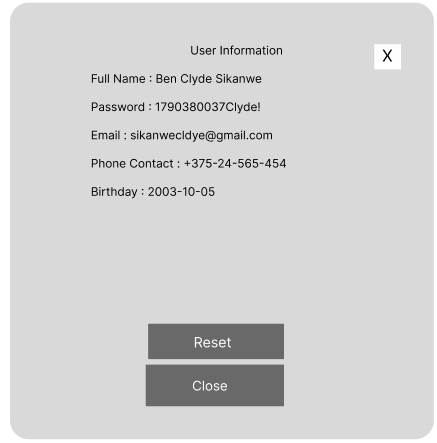 User Information
X
Full Name : Ben Clyde Sikanwe
Password : 1790380037Clyde!
Email : sikanwecldye@gmail.com
Phone Contact : +375-24-565-454
Birthday : 2003-10-05
Reset
Close